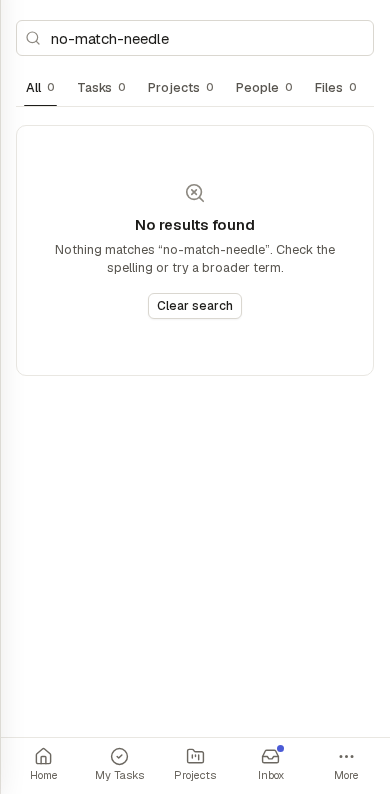 no-match-needle
All 0 Tasks 0 Projects 0 People 0 Files 0
No results found
Nothing matches “no-match-needle”. Check the
spelling or try a broader term.
Clear search
Home My Tasks Projects Inbox More